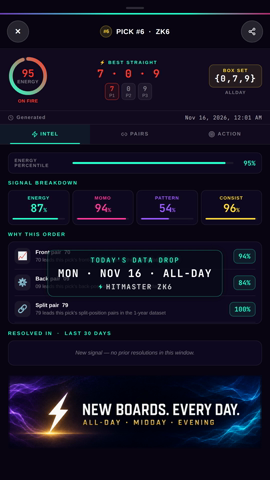 #6 PICK #6 · ZK6
95
ENERGY
ON FIRE
⚡ BEST STRAIGHT
7 · 0 · 9
7 P1
0 P2
9 P3
BOX SET
{0,7,9}
ALLDAY
Generated
Nov 16, 2026, 12:01 AM
INTEL
PAIRS
ACTION
ENERGY PERCENTILE
95%
SIGNAL BREAKDOWN
ENERGY
87%
MOMO
94%
PATTERN
54%
CONSIST
96%
WHY THIS ORDER
Front pair
94%
TODAY'S DATA DROP
MON · NOV 16 · ALL-DAY
⚡HITMASTER ZK6
84%
Split pair 79
79 leads this pick's split-position pairs in the 1-year dataset
100%
RESOLVED IN · LAST 30 DAYS
New signal — no prior resolutions in this window.
NEW BOARDS. EVERY DAY.
ALL-DAY · MIDDAY · EVENING